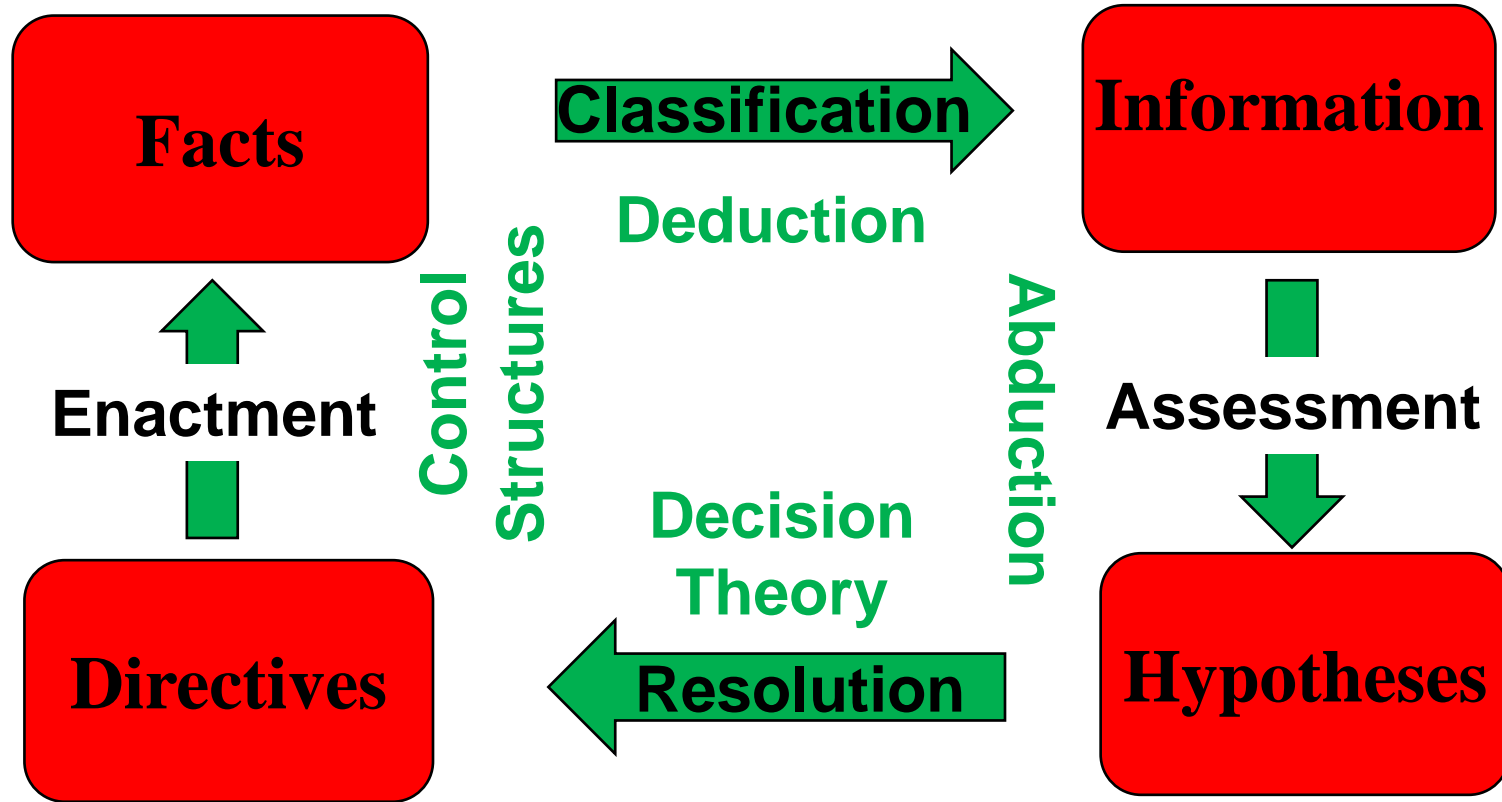 Facts
Classification
Information
Deduction
Control
Structures
Abduction
Enactment
Assessment
Decision
Theory
Directives
Resolution
Hypotheses